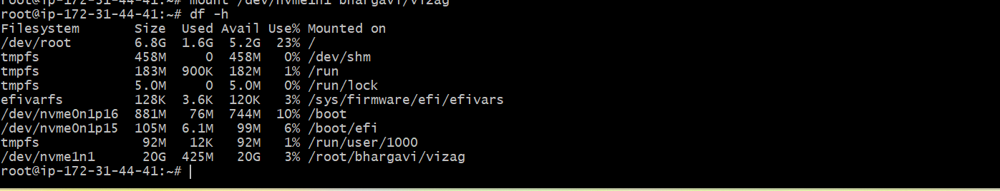 root@ip-172-31-44-41:~# mount /dev/nvme1n1 bhargavi/vizag
root@ip-172-31-44-41:~# df -h
Filesystem       Size  Used Avail Use% Mounted on
/dev/root        6.8G  1.6G  5.2G  23% /
tmpfs            458M     0  458M   0% /dev/shm
tmpfs            183M  900K  182M   1% /run
tmpfs            5.0M     0  5.0M   0% /run/lock
efivarfs         128K  3.6K  120K   3% /sys/firmware/efi/efivars
/dev/nvme0n1p16  881M   76M  744M  10% /boot
/dev/nvme0n1p15  105M  6.1M   99M   6% /boot/efi
tmpfs             92M   12K   92M   1% /run/user/1000
/dev/nvme1n1      20G  425M   20G   3% /root/bhargavi/vizag
root@ip-172-31-44-41:~#